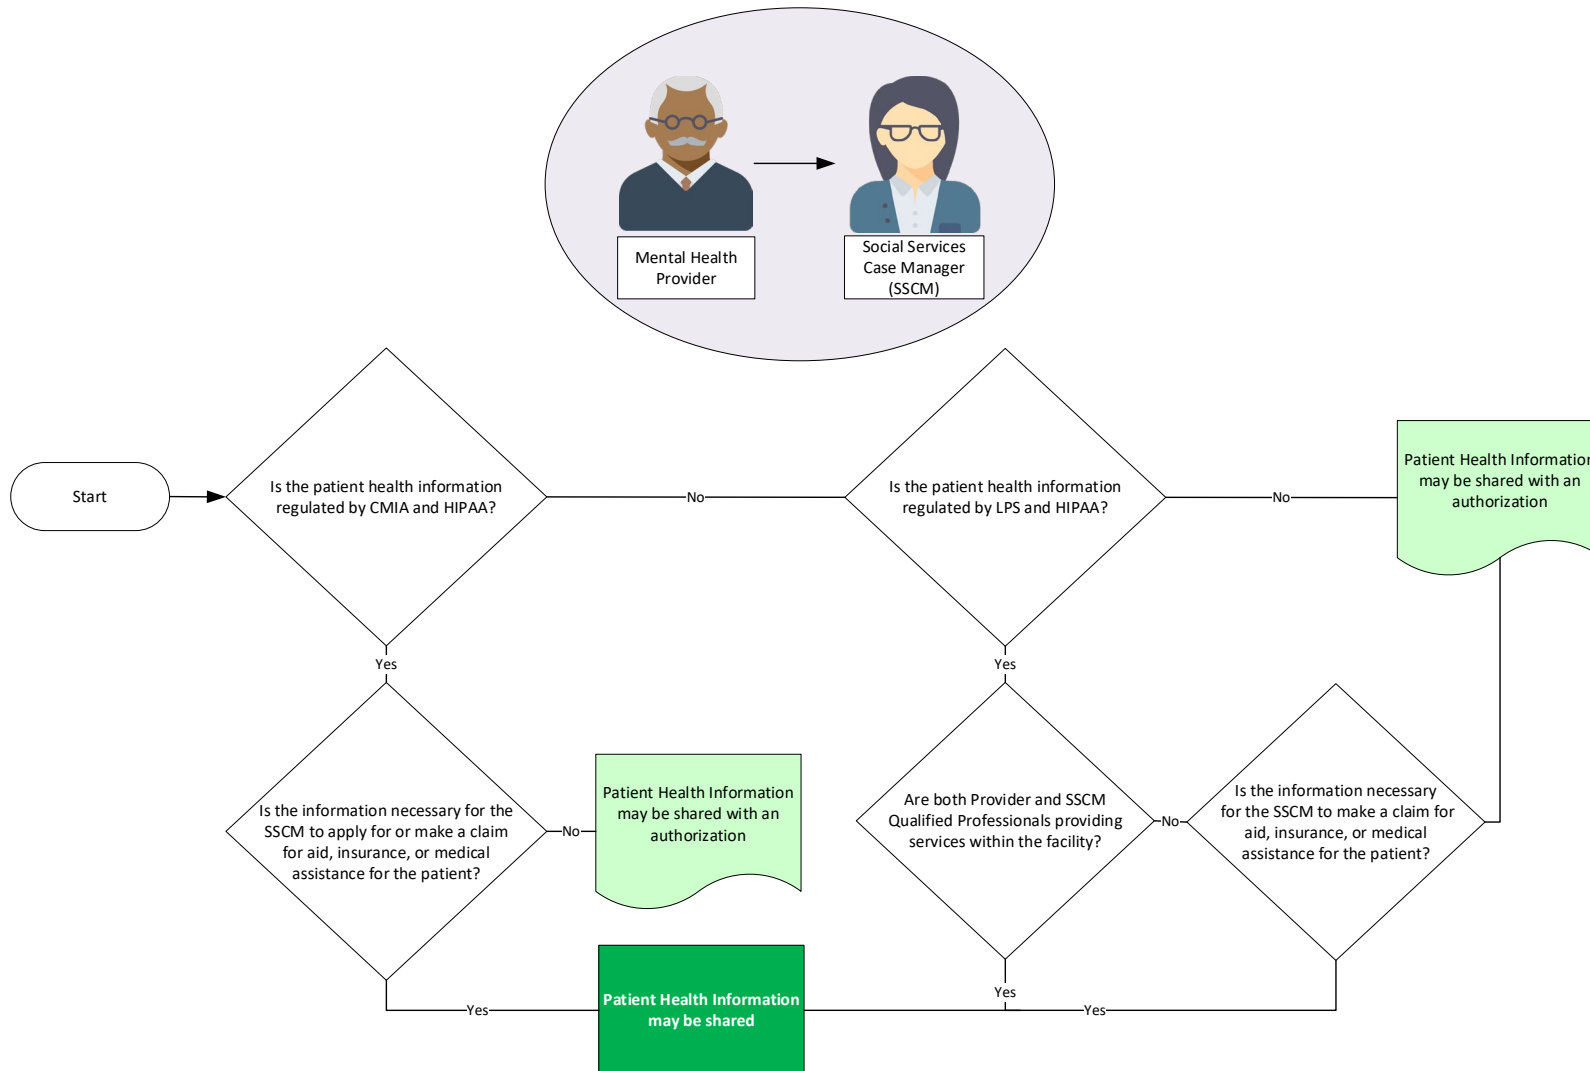 Mental Health
Provider
Social Services
Case Manager
(SSCM)
Start
Is the patient health information
regulated by CMIA and HIPAA?
No
Is the patient health information
regulated by LPS and HIPAA?
No
Patient Health Information
may be shared with an
authorization
Yes
Yes
Is the information necessary for the
SSCM to apply for or make a claim
for aid, insurance, or medical
assistance for the patient?
No
Patient Health Information
may be shared with an
authorization
Are both Provider and SSCM
Qualified Professionals providing
services within the facility?
No
Is the information necessary
for the SSCM to make a claim for
aid, insurance, or medical
assistance for the patient?
Yes
Patient Health Information
may be shared
Yes
Yes